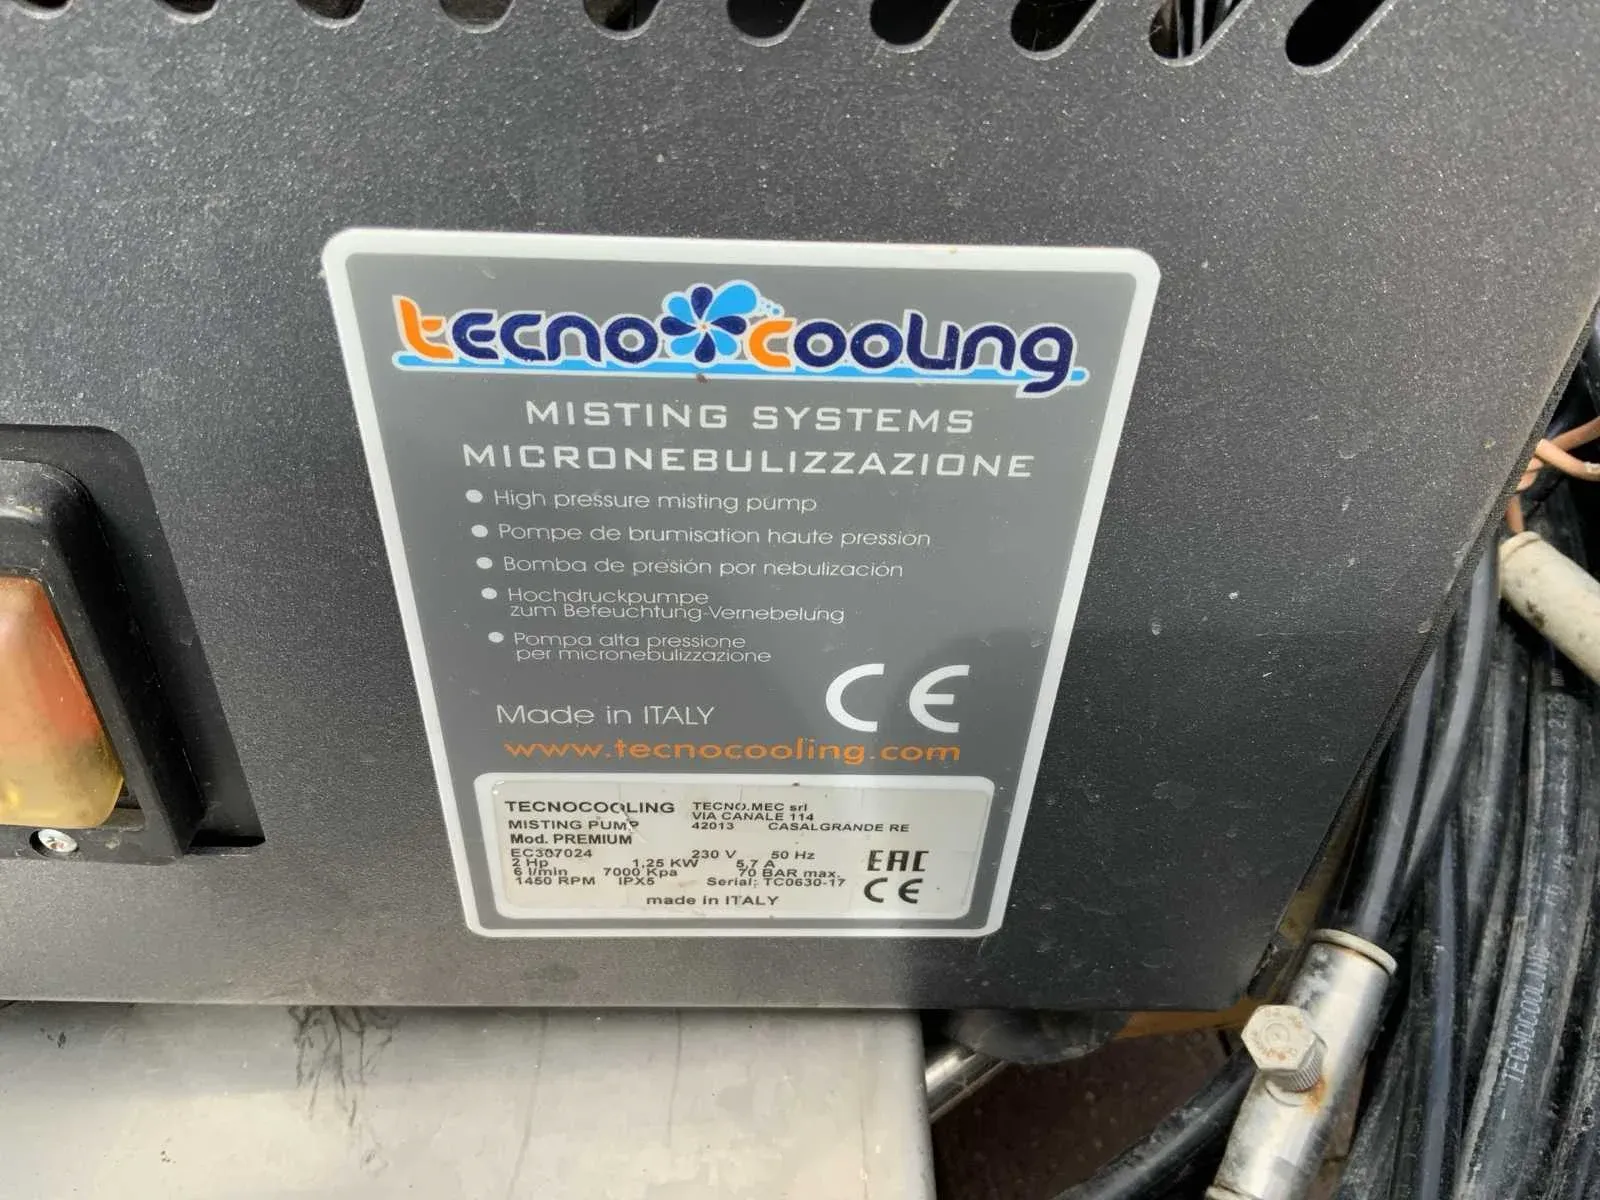 tecno cooling
MISTING SYSTEMS
MICRONEBULIZZAZIONE
• High pressure misting pump
• Pompe de brumisation haute pression
• Bomba de presión por nebulización
• Hochdruckpumpe
zum Befeuchtung-Vernebelung
• Pompa alta pressione
per micronebulizzazione
CE
Made in ITALY
www.tecnocooling.com
TECNOCOOLING TECNO.MEC srl
VIA CANALE 114
MISTING PUMP 42013 CASALGRANDE RE
Mod. PREMIUM
EC307024 230 V 50 Hz
2 Hp 1,25 KW 5,7 A
6 l/min 7000 Kpa 70 BAR max.
1450 RPM IPX5 Serial: TC0630-17
made in ITALY
EAC
CE
TECNOCOOLING